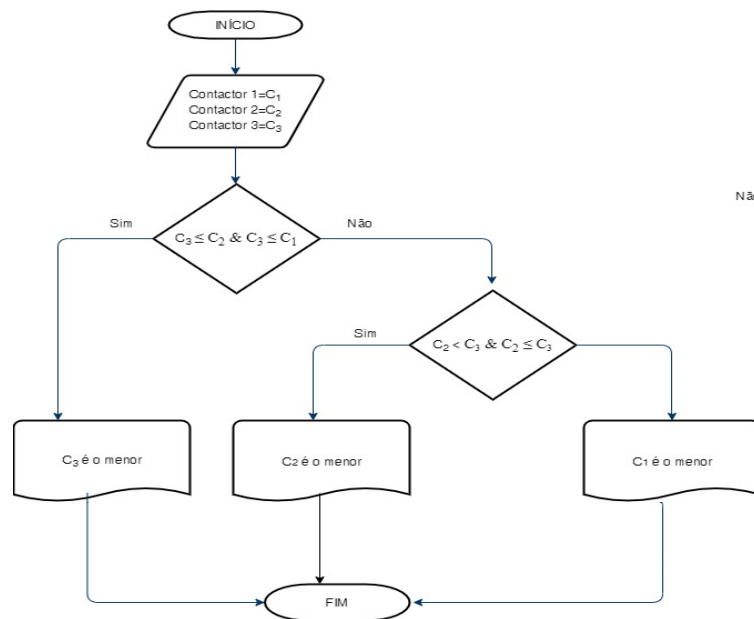 INÍCIO
Contactor 1=C₁
Contactor 2=C₂
Contactor 3=C₃
Sim
C₃ ≤ C₂ & C₃ ≤ C₁
Não
Sim
C₂ < C₃ & C₂ ≤ C₃
C₃ é o menor
C₂ é o menor
C₁ é o menor
FIM